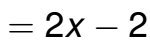 = 2x − 2